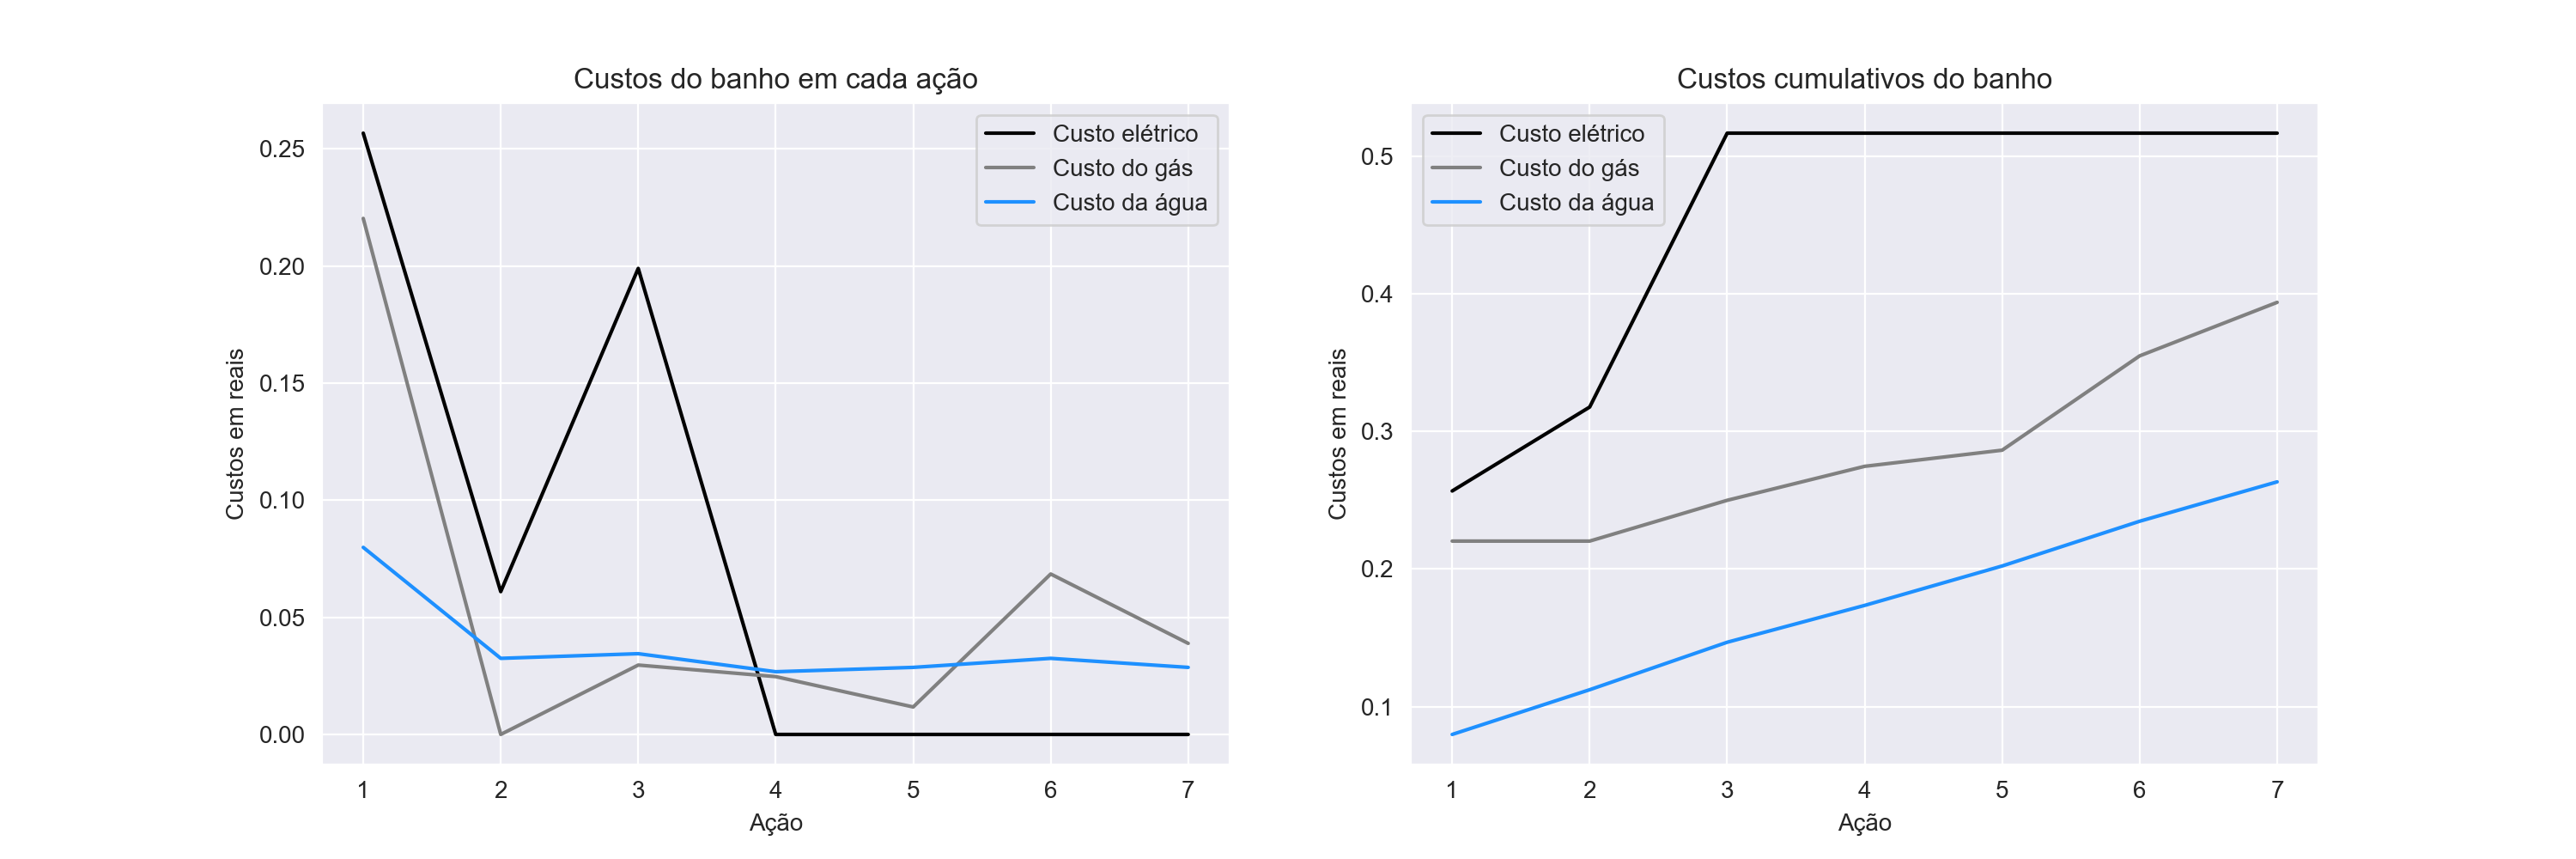 Custos do banho em cada ação
Custo elétrico
Custo do gás
Custo da água
0.25
0.20
0.15
0.10
0.05
0.00
Custos em reais
1 2 3 4 5 6 7
Ação
Custos cumulativos do banho
Custo elétrico
Custo do gás
Custo da água
0.5
0.4
0.3
0.2
0.1
Custos em reais
1 2 3 4 5 6 7
Ação